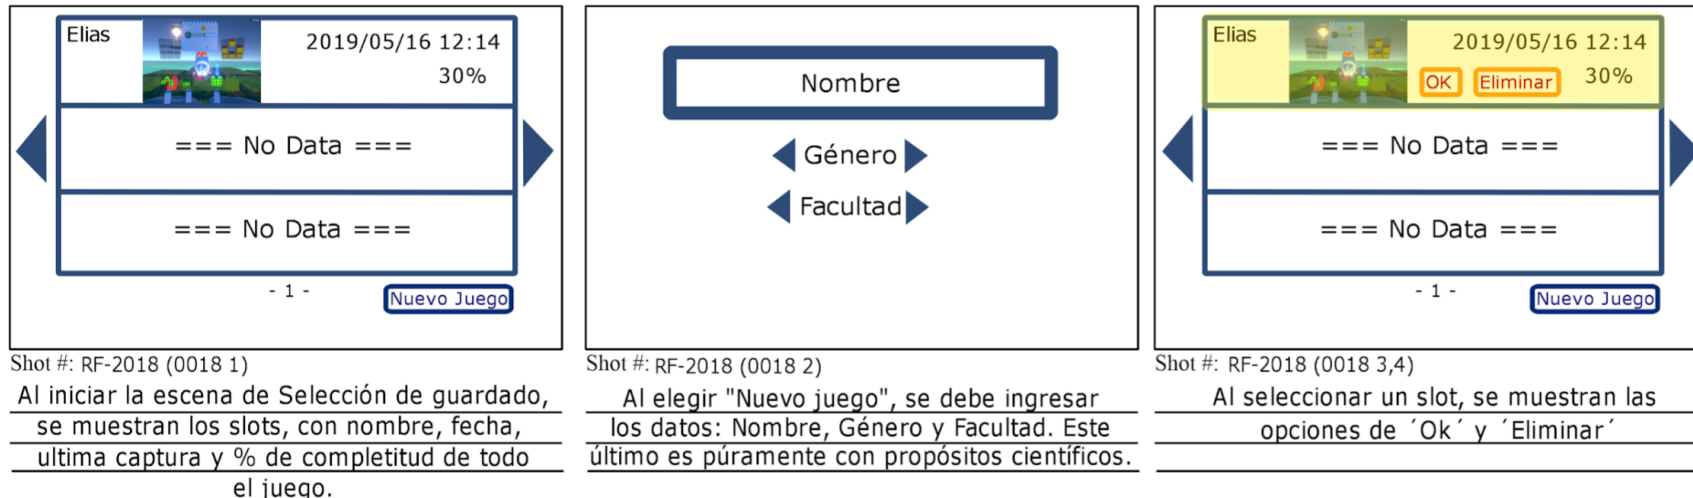 Elias
2019/05/16 12:14
30%
=== No Data ===
=== No Data ===
- 1 -
Nuevo Juego
Shot #: RF-2018 (0018 1)
Al iniciar la escena de Selección de guardado,
se muestran los slots, con nombre, fecha,
ultima captura y % de completitud de todo
el juego.
Nombre
Género
Facultad
Shot #: RF-2018 (0018 2)
Al elegir "Nuevo juego", se debe ingresar
los datos: Nombre, Género y Facultad. Este
último es púramente con propósitos científicos.
Elias
2019/05/16 12:14
OK Eliminar 30%
=== No Data ===
=== No Data ===
- 1 -
Nuevo Juego
Shot #: RF-2018 (0018 3,4)
Al seleccionar un slot, se muestran las
opciones de ´Ok´ y ´Eliminar´